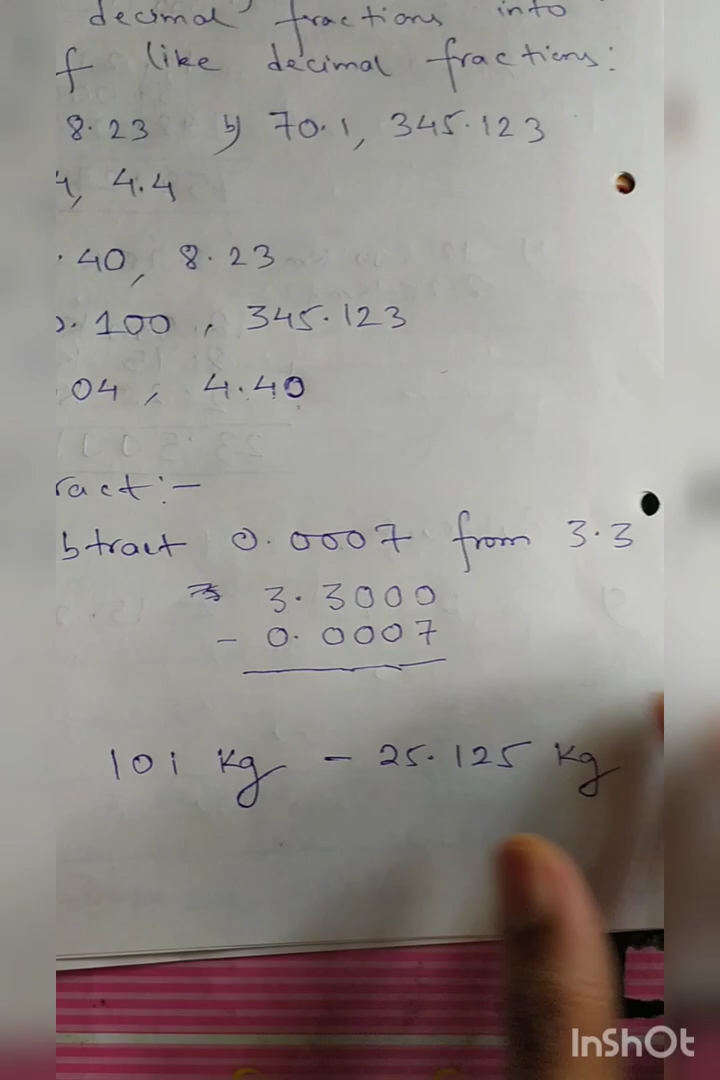 decimal fractions into
f like decimal fractions:
8.23 b) 70.1, 345.123
4, 4.4
.40, 8.23
0.100, 345.123
04, 4.40
ract:-
btract 0.0007 from 3.3
3.3000
- 0.0007
101 kg - 25.125 kg
InShOt